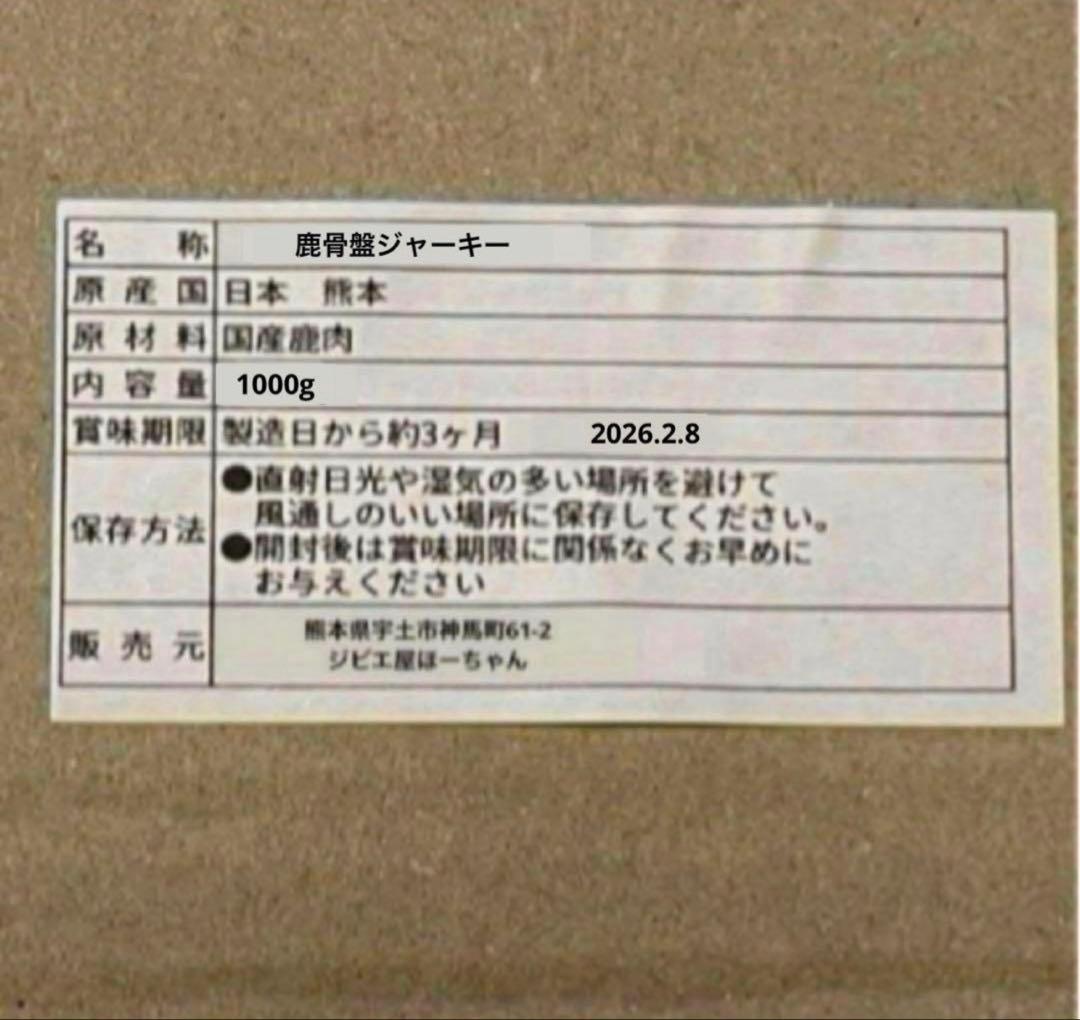 名 称 鹿骨盤ジャーキー
原産国 日本 熊本
原材料 国産鹿肉
内容量 1000g
賞味期限 製造日から約3ヶ月 2026.2.8
保存方法 ●直射日光や湿気の多い場所を避けて
風通しのいい場所に保存してください。
●開封後は賞味期限に関係なくお早めに
お与えください
販売元 熊本県宇土市神馬町61-2
ジビエ屋ほーちゃん